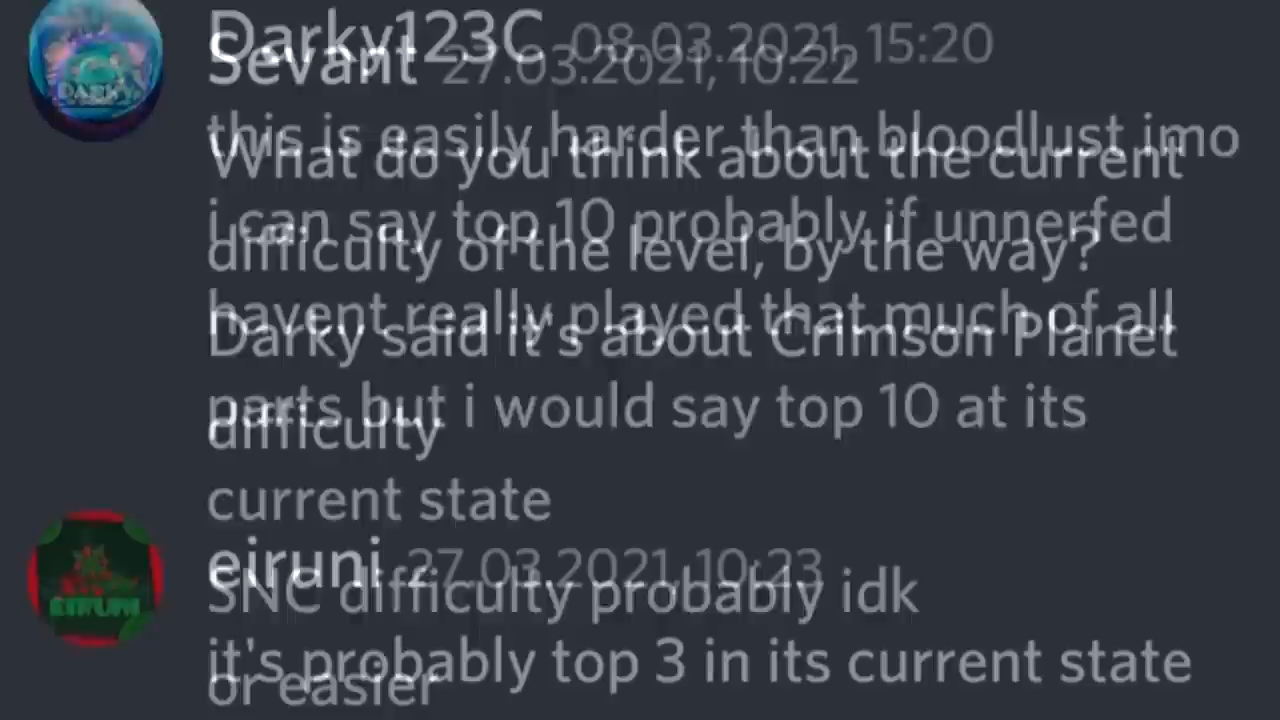 Darky123C 08.03.2021, 15:20
this is easily harder than bloodlust imo
i can say top 10 probably if unnerfed
havent really played that much of all
parts but i would say top 10 at its
current state
SNC difficulty probably idk
or easier
Sevant 27.03.2021, 10:22
What do you think about the current
difficulty of the level, by the way?
Darky said it's about Crimson Planet
difficulty
eiruni 27.03.2021, 10:23
it's probably top 3 in its current state
DARKY
EIRUNI